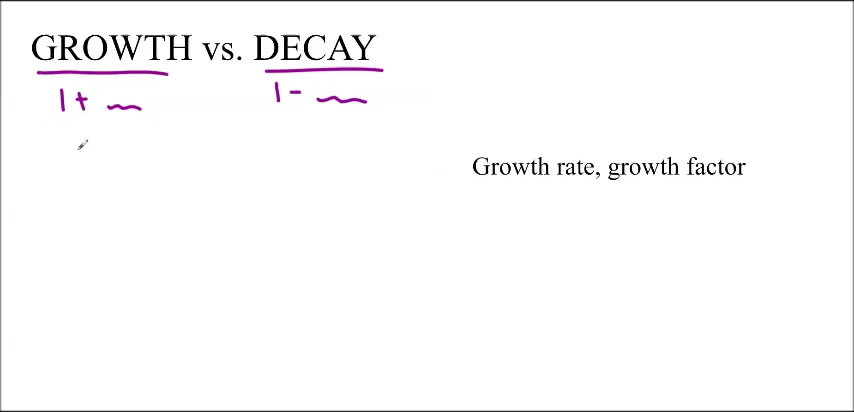 GROWTH vs. DECAY
1+ 1-
Growth rate, growth factor